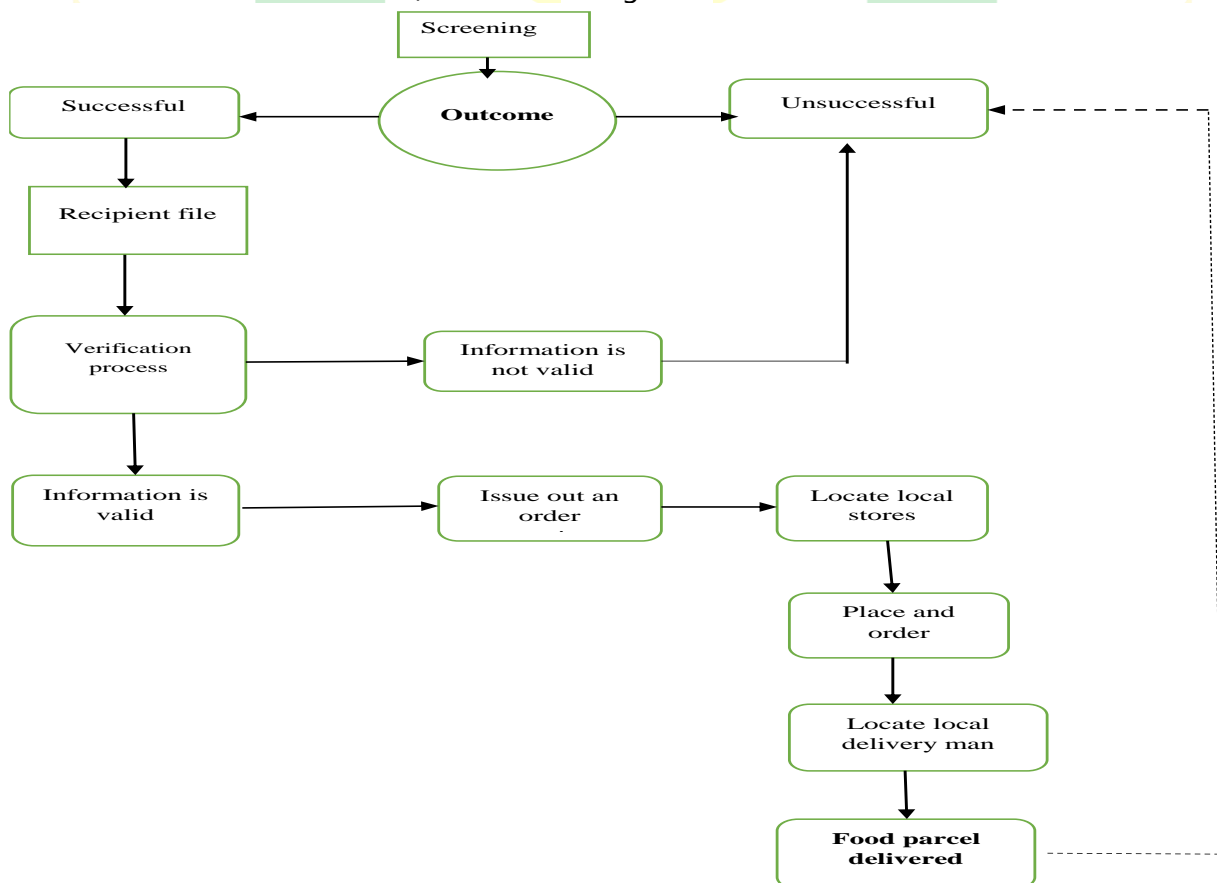 Screening
Successful
Outcome
Unsuccessful
Recipient file
Verification
process
Information is
not valid
Information is
valid
Issue out an
order
Locate local
stores
Place and
order
Locate local
delivery man
Food parcel
delivered